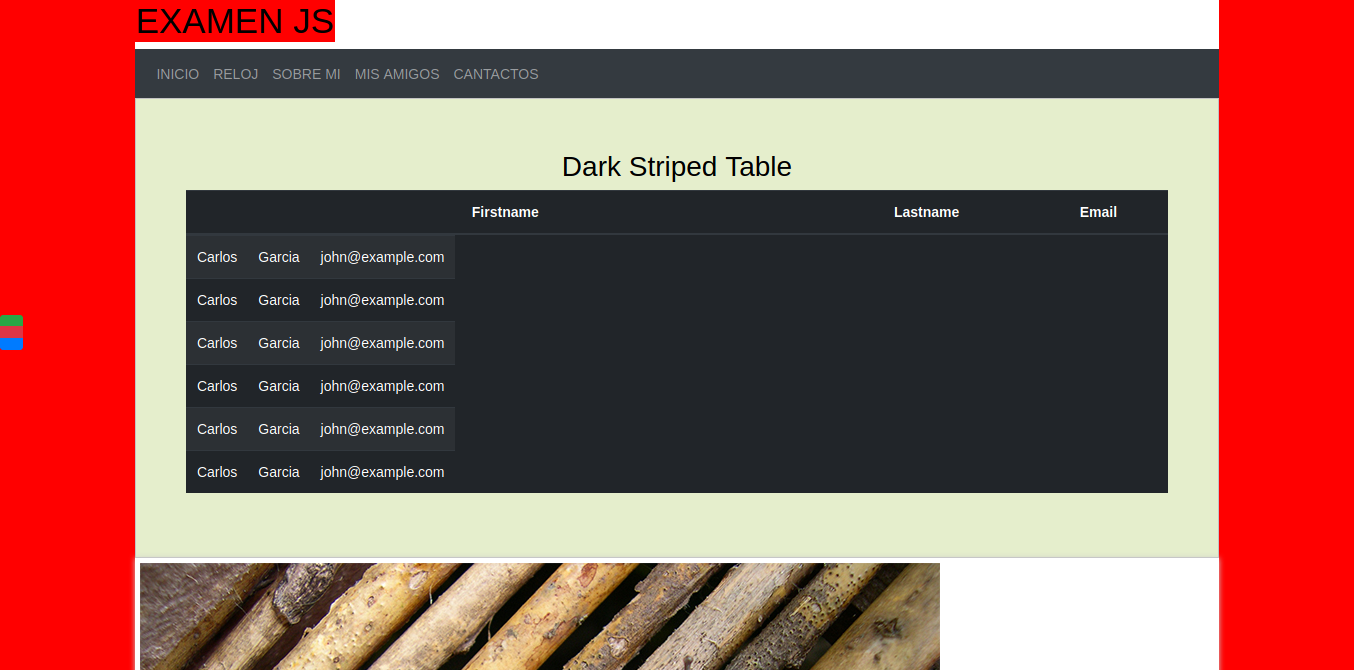 EXAMEN JS
INICIO RELOJ SOBRE MI MIS AMIGOS CANTACTOS
Dark Striped Table
Firstname Lastname Email
Carlos Garcia john@example.com
Carlos Garcia john@example.com
Carlos Garcia john@example.com
Carlos Garcia john@example.com
Carlos Garcia john@example.com
Carlos Garcia john@example.com